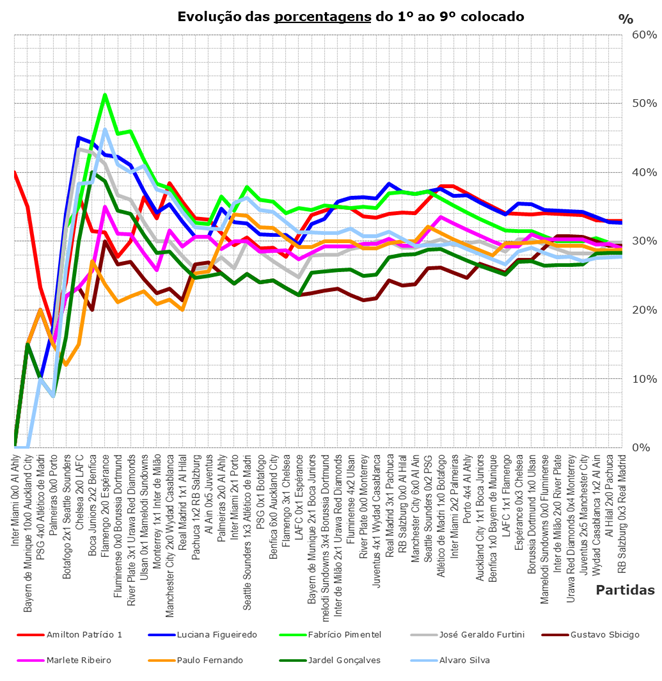 Evolução das porcentagens do 1º ao 9º colocado
%
60%
50%
40%
30%
20%
10%
0%
Inter Miami 0x0 Al Ahly
Bayern de Munique 10x0 Auckland City
PSG 4x0 Atlético de Madri
Palmeiras 0x0 Porto
Botafogo 2x1 Seattle Sounders
Chelsea 2x0 LAFC
Boca Juniors 2x2 Benfica
Flamengo 2x0 Espérance
Fluminense 0x0 Borussia Dortmund
River Plate 3x1 Urawa Red Diamonds
Ulsan 0x1 Mamelodi Sundowns
Monterrey 1x1 Inter de Milão
Manchester City 2x0 Wydad Casablanca
Real Madrid 1x1 Al Hilal
Pachuca 1x2 RB Salzburg
Al Ain 0x5 Juventus
Palmeiras 2x0 Al Ahly
Inter Miami 2x1 Porto
Seattle Sounders 1x3 Atlético de Madri
PSG 0x1 Botafogo
Benfica 6x0 Auckland City
Flamengo 3x1 Chelsea
LAFC 0x1 Espérance
Bayern de Munique 2x1 Boca Juniors
melodi Sundowns 3x4 Borussia Dortmund
Inter de Milão 2x1 Urawa Red Diamonds
Fluminense 4x2 Ulsan
River Plate 0x0 Monterrey
Juventus 4x1 Wydad Casablanca
Real Madrid 3x1 Pachuca
RB Salzburg 0x0 Al Hilal
Manchester City 6x0 Al Ain
Seattle Sounders 0x2 PSG
Atlético de Madri 1x0 Botafogo
Inter Miami 2x2 Palmeiras
Porto 4x4 Al Ahly
Auckland City 1x1 Boca Juniors
Benfica 1x0 Bayern de Munique
LAFC 1x1 Flamengo
Espérance 0x3 Chelsea
Borussia Dortmund 1x0 Ulsan
Mamelodi Sundowns 0x0 Fluminense
Inter de Milão 2x0 River Plate
Urawa Red Diamonds 0x4 Monterrey
Juventus 2x5 Manchester City
Wydad Casablanca 1x2 Al Ain
Al Hilal 2x0 Pachuca
RB Salzburg 0x3 Real Madrid
Partidas
Amilton Patrício 1
Luciana Figueiredo
Fabrício Pimentel
José Geraldo Furtini
Gustavo Sbicigo
Marlete Ribeiro
Paulo Fernando
Jardel Gonçalves
Alvaro Silva